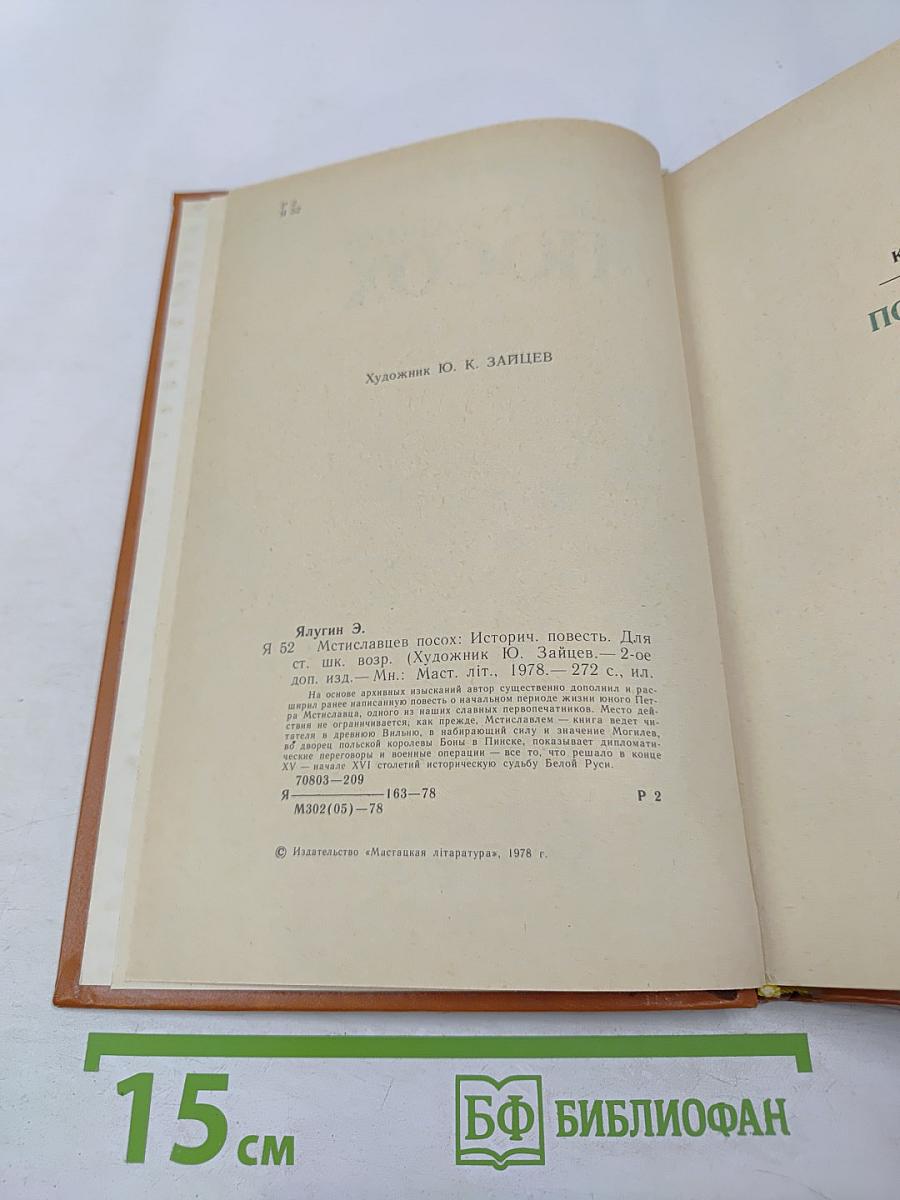 Р 2
Я 52
Художник Ю. К. ЗАЙЦЕВ
Ялугин Э.
Я 52 Мстиславцев посох: Историч. повесть. Для
ст. шк. возр. (Художник Ю. Зайцев.— 2-ое
доп. изд.— Мн.: Маст. літ., 1978.— 272 с., ил.
На основе архивных изысканий автор существенно дополнил и рас-
ширил ранее написанную повесть о начальном периоде жизни юного Пет-
ра Мстиславца, одного из наших славных первопечатников. Место дей-
ствия не ограничивается, как прежде, Мстиславлем — книга ведет чи-
тателя в древнюю Вильню, в набирающий силу и значение Могилев,
во дворец польской королевы Боны в Пинске, показывает дипломати-
ческие переговоры и военные операции — все то, что решало в конце
XV — начале XVI столетий историческую судьбу Белой Руси.
70803—209
Я————163—78 Р 2
М302(05)—78
© Издательство «Мастацкая літаратура», 1978 г.
К
ПО
15 см
БФ БИБЛИОФАН